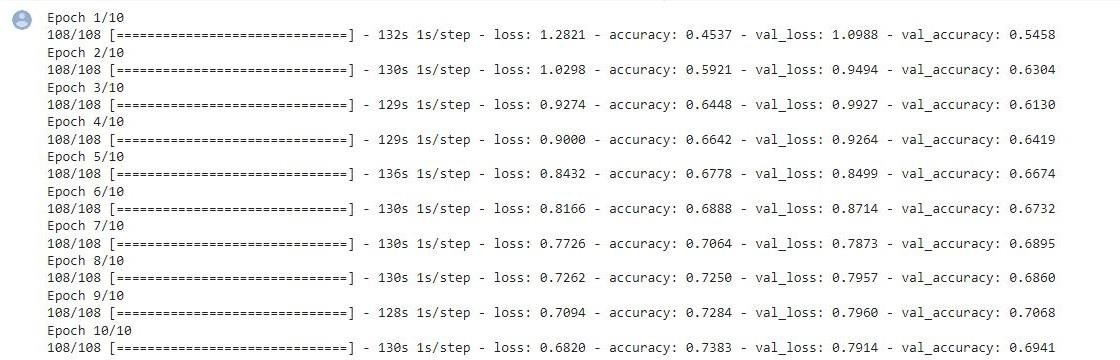 Epoch 1/10
108/108 [==============================] - 132s 1s/step - loss: 1.2821 - accuracy: 0.4537 - val_loss: 1.0988 - val_accuracy: 0.5458
Epoch 2/10
108/108 [==============================] - 130s 1s/step - loss: 1.0298 - accuracy: 0.5921 - val_loss: 0.9494 - val_accuracy: 0.6304
Epoch 3/10
108/108 [==============================] - 129s 1s/step - loss: 0.9274 - accuracy: 0.6448 - val_loss: 0.9927 - val_accuracy: 0.6130
Epoch 4/10
108/108 [==============================] - 129s 1s/step - loss: 0.9000 - accuracy: 0.6642 - val_loss: 0.9264 - val_accuracy: 0.6419
Epoch 5/10
108/108 [==============================] - 136s 1s/step - loss: 0.8432 - accuracy: 0.6778 - val_loss: 0.8499 - val_accuracy: 0.6674
Epoch 6/10
108/108 [==============================] - 130s 1s/step - loss: 0.8166 - accuracy: 0.6888 - val_loss: 0.8714 - val_accuracy: 0.6732
Epoch 7/10
108/108 [==============================] - 130s 1s/step - loss: 0.7726 - accuracy: 0.7064 - val_loss: 0.7873 - val_accuracy: 0.6895
Epoch 8/10
108/108 [==============================] - 130s 1s/step - loss: 0.7262 - accuracy: 0.7250 - val_loss: 0.7957 - val_accuracy: 0.6860
Epoch 9/10
108/108 [==============================] - 128s 1s/step - loss: 0.7094 - accuracy: 0.7284 - val_loss: 0.7960 - val_accuracy: 0.7068
Epoch 10/10
108/108 [==============================] - 130s 1s/step - loss: 0.6820 - accuracy: 0.7383 - val_loss: 0.7914 - val_accuracy: 0.6941